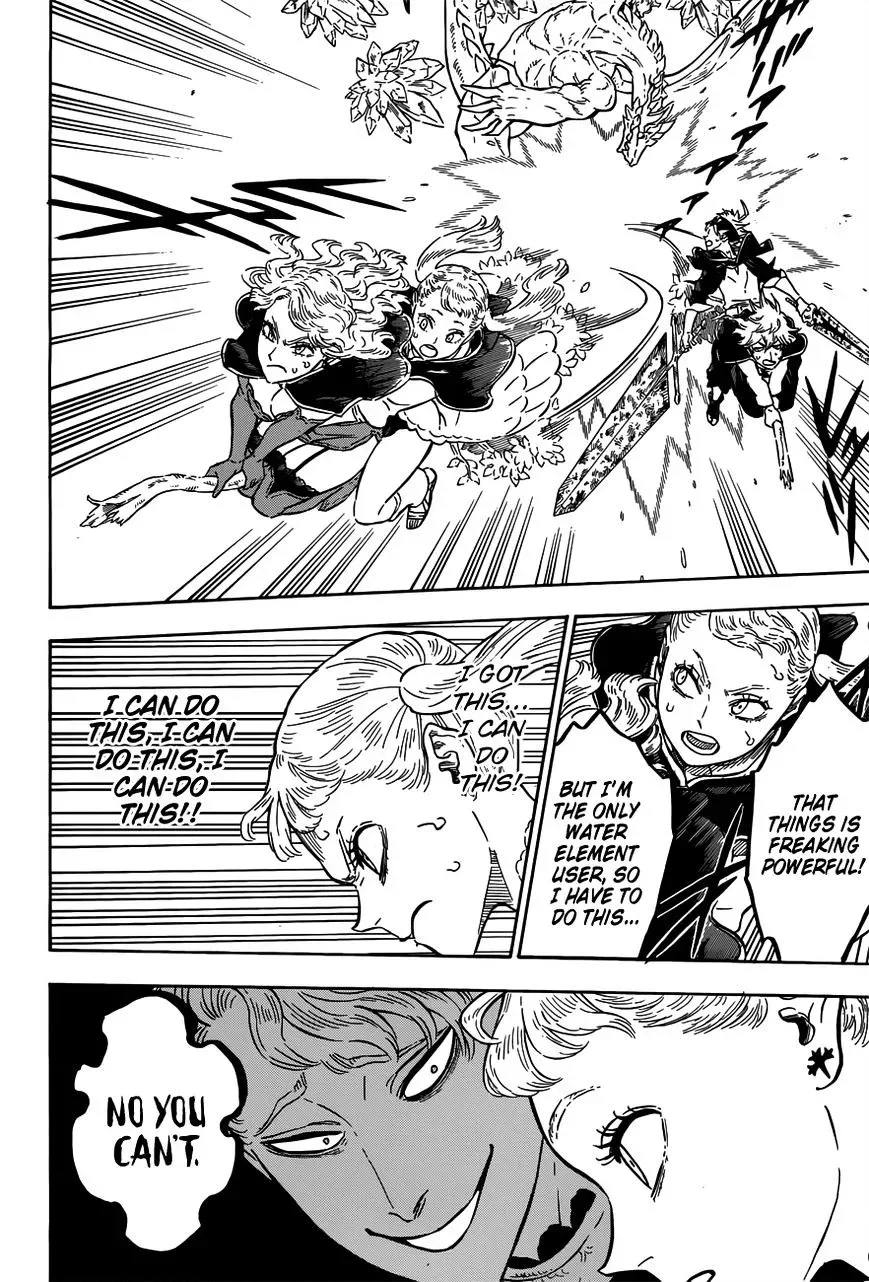 THAT
THINGS IS
FREAKING
POWERFUL!
BUT I'M
THE ONLY
WATER
ELEMENT
USER, SO
I HAVE TO
DO THIS...
I GOT
THIS...
I CAN
DO
THIS!
I CAN DO
THIS, I CAN
DO THIS, I
CAN DO
THIS!!
NO YOU
CAN'T.